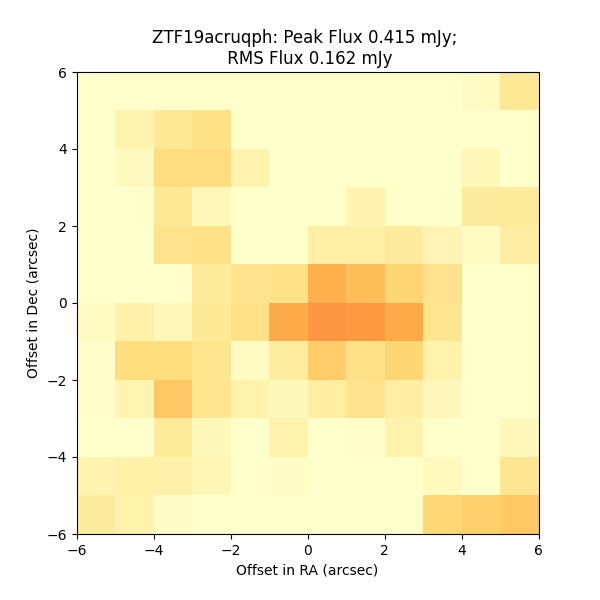 ZTF19acruqph: Peak Flux 0.415 mJy;
RMS Flux 0.162 mJy
6
4
2
0
−2
−4
−6
Offset in Dec (arcsec)
−6 −4 −2 0 2 4 6
Offset in RA (arcsec)